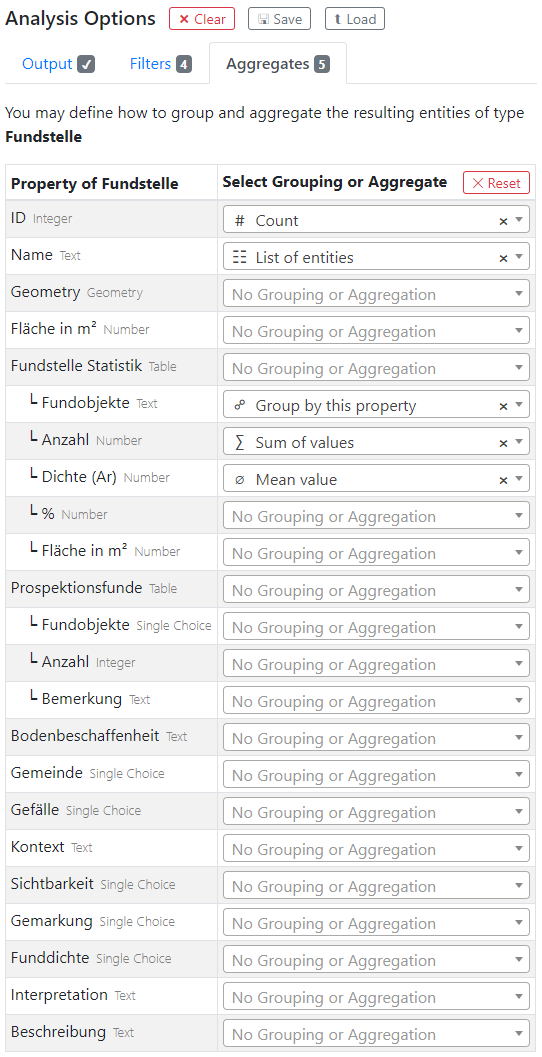 Analysis Options × Clear Save Load
Output ✓ Filters 4 Aggregates 5
You may define how to group and aggregate the resulting entities of type
Fundstelle
Property of Fundstelle Select Grouping or Aggregate × Reset
ID Integer # Count ×
Name Text List of entities ×
Geometry Geometry No Grouping or Aggregation
Fläche in m² Number No Grouping or Aggregation
Fundstelle Statistik Table No Grouping or Aggregation
└ Fundobjekte Text Group by this property ×
└ Anzahl Number ∑ Sum of values ×
└ Dichte (Ar) Number ⌀ Mean value ×
└ % Number No Grouping or Aggregation
└ Fläche in m² Number No Grouping or Aggregation
Prospektionsfunde Table No Grouping or Aggregation
└ Fundobjekte Single Choice No Grouping or Aggregation
└ Anzahl Integer No Grouping or Aggregation
└ Bemerkung Text No Grouping or Aggregation
Bodenbeschaffenheit Text No Grouping or Aggregation
Gemeinde Single Choice No Grouping or Aggregation
Gefälle Single Choice No Grouping or Aggregation
Kontext Text No Grouping or Aggregation
Sichtbarkeit Single Choice No Grouping or Aggregation
Gemarkung Single Choice No Grouping or Aggregation
Funddichte Single Choice No Grouping or Aggregation
Interpretation Text No Grouping or Aggregation
Beschreibung Text No Grouping or Aggregation